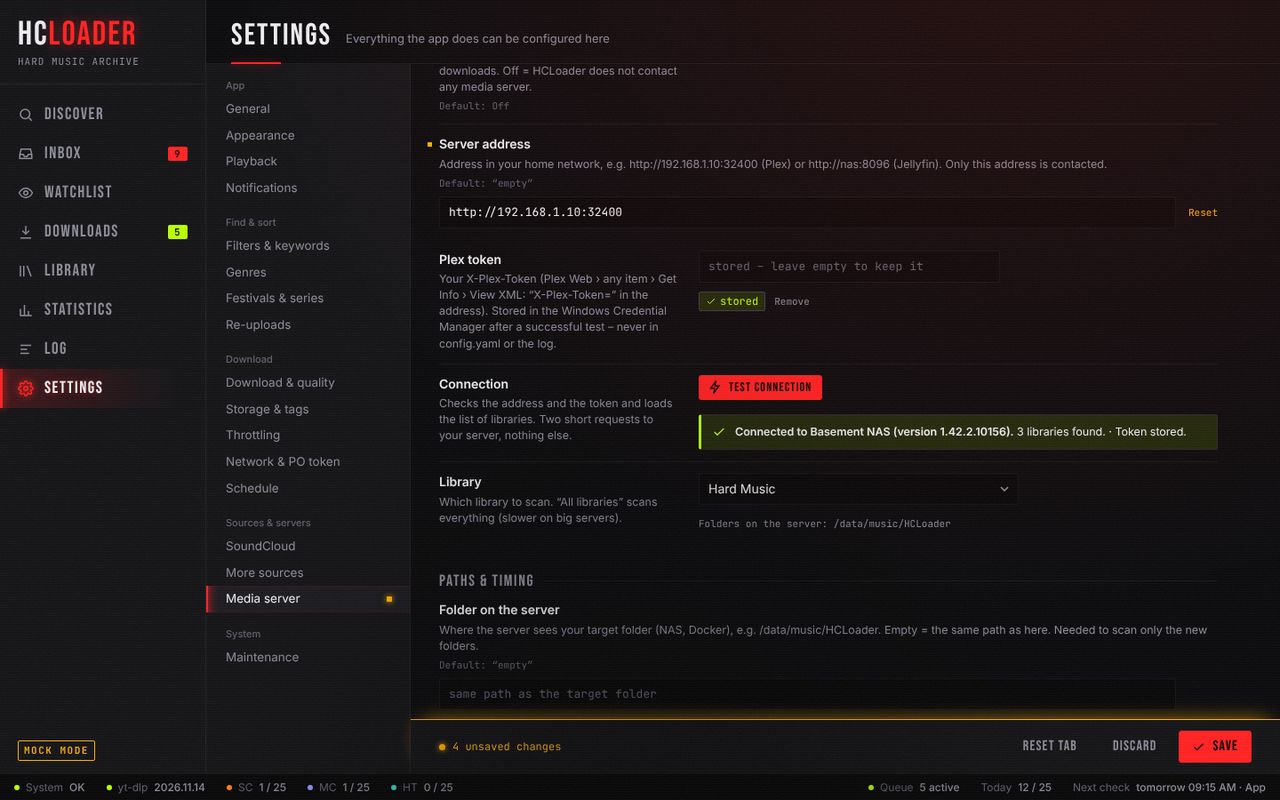 HCLOADER
HARD MUSIC ARCHIVE
DISCOVER
INBOX 9
WATCHLIST
DOWNLOADS 5
LIBRARY
STATISTICS
LOG
SETTINGS
MOCK MODE
SETTINGS Everything the app does can be configured here
App
General
Appearance
Playback
Notifications
Find & sort
Filters & keywords
Genres
Festivals & series
Re-uploads
Download
Download & quality
Storage & tags
Throttling
Network & PO token
Schedule
Sources & servers
SoundCloud
More sources
Media server
System
Maintenance
downloads. Off = HCLoader does not contact
any media server.
Default: Off
Server address
Address in your home network, e.g. http://192.168.1.10:32400 (Plex) or http://nas:8096 (Jellyfin). Only this address is contacted.
Default: “empty”
http://192.168.1.10:32400 Reset
Plex token
Your X-Plex-Token (Plex Web › any item › Get
Info › View XML: “X-Plex-Token=” in the
address). Stored in the Windows Credential
Manager after a successful test – never in
config.yaml or the log.
stored – leave empty to keep it
stored Remove
Connection
Checks the address and the token and loads
the list of libraries. Two short requests to
your server, nothing else.
TEST CONNECTION
Connected to Basement NAS (version 1.42.2.10156). 3 libraries found. · Token stored.
Library
Which library to scan. “All libraries” scans
everything (slower on big servers).
Hard Music
Folders on the server: /data/music/HCLoader
PATHS & TIMING
Folder on the server
Where the server sees your target folder (NAS, Docker), e.g. /data/music/HCLoader. Empty = the same path as here. Needed to scan only the new
folders.
Default: “empty”
same path as the target folder
4 unsaved changes
RESET TAB
DISCARD
SAVE
System OK yt-dlp 2026.11.14 SC 1 / 25 MC 1 / 25 HT 0 / 25 Queue 5 active Today 12 / 25 Next check tomorrow 09:15 AM · App